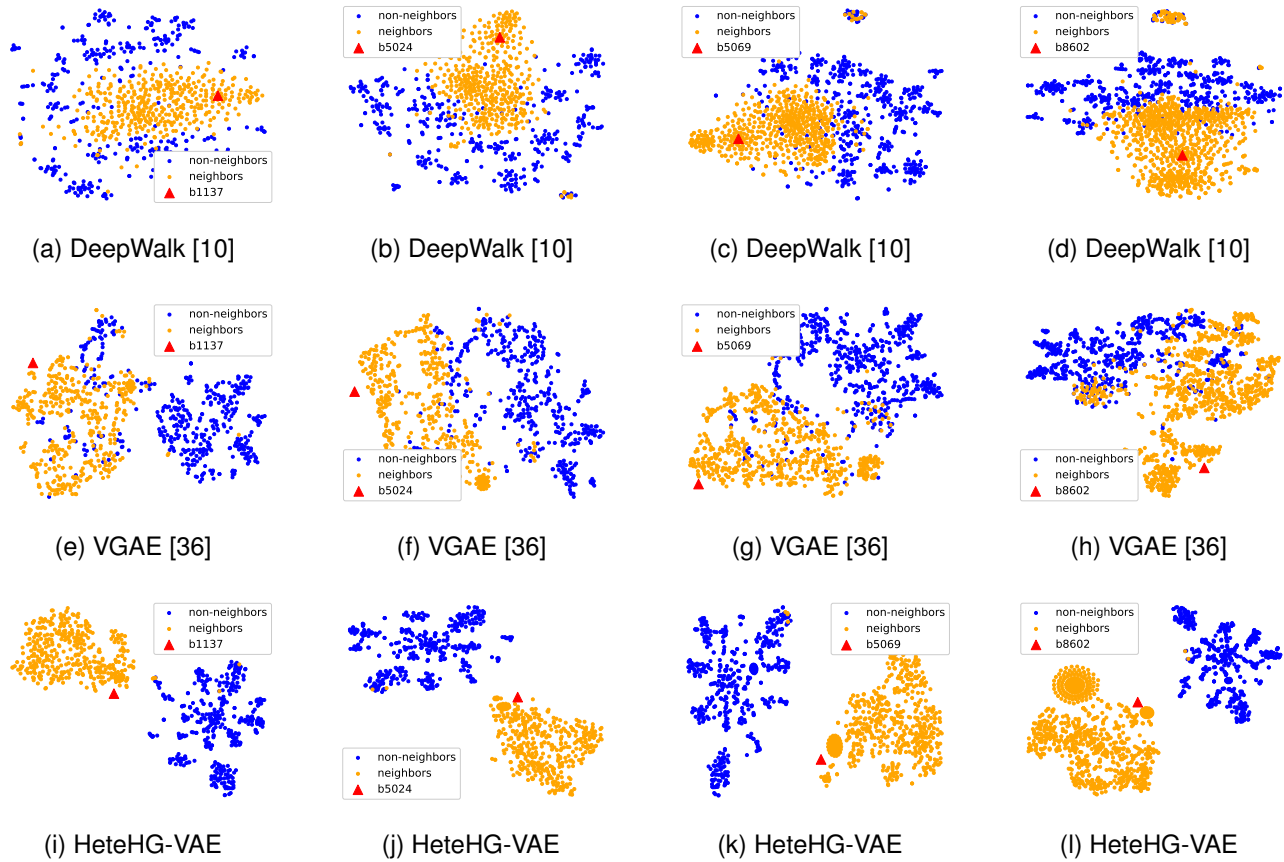 non-neighbors
neighbors
b1137
non-neighbors
neighbors
b5024
non-neighbors
neighbors
b5069
non-neighbors
neighbors
b8602
(a) DeepWalk [10]
(b) DeepWalk [10]
(c) DeepWalk [10]
(d) DeepWalk [10]
non-neighbors
neighbors
b1137
non-neighbors
neighbors
b5024
non-neighbors
neighbors
b5069
non-neighbors
neighbors
b8602
(e) VGAE [36]
(f) VGAE [36]
(g) VGAE [36]
(h) VGAE [36]
non-neighbors
neighbors
b1137
non-neighbors
neighbors
b5024
non-neighbors
neighbors
b5069
non-neighbors
neighbors
b8602
(i) HeteHG-VAE
(j) HeteHG-VAE
(k) HeteHG-VAE
(l) HeteHG-VAE